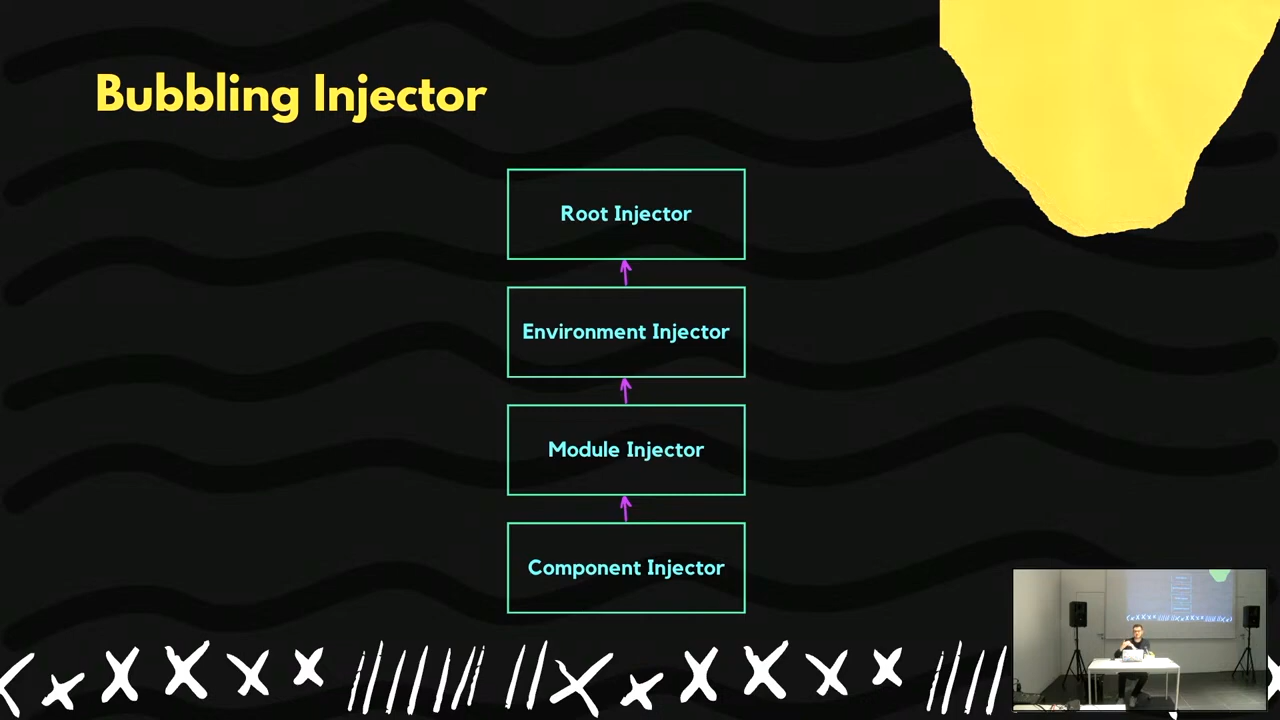 Bubbling Injector
Root Injector
Environment Injector
Module Injector
Component Injector